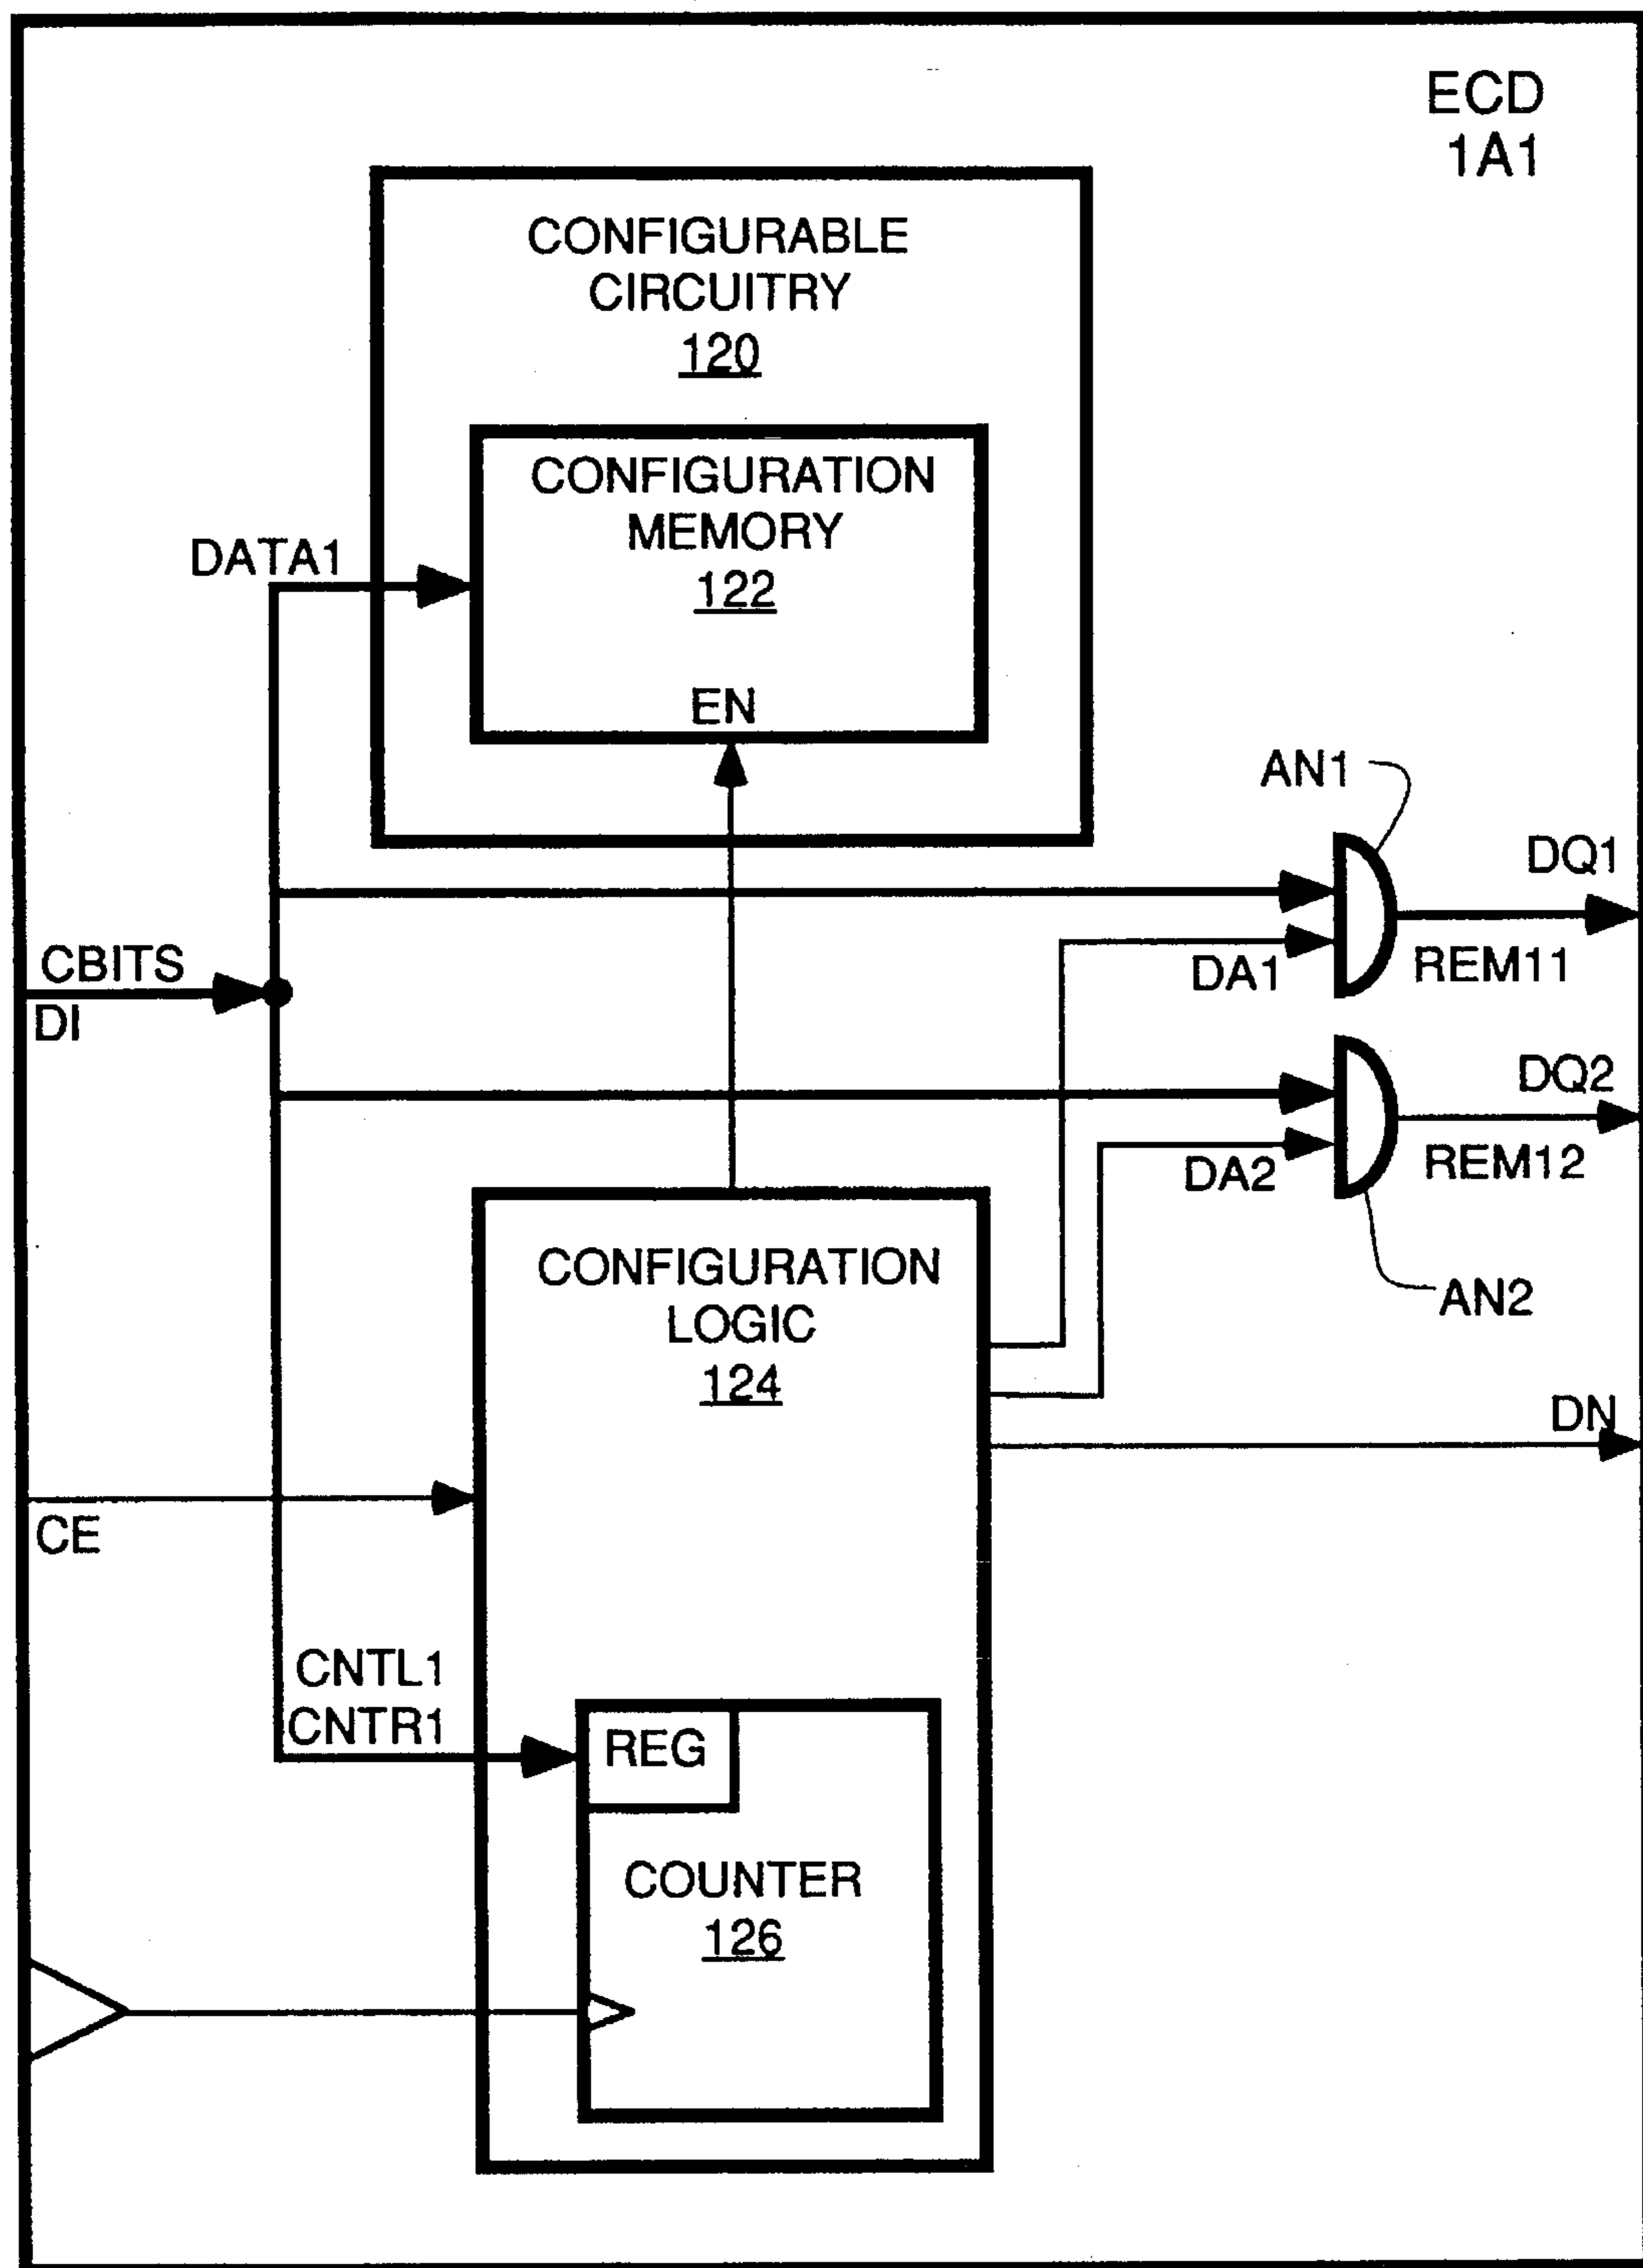 ECD
1A1
CONFIGURABLE
CIRCUITRY
120
CONFIGURATION
MEMORY
122
DATA1
EN
AN1
DQ1
CBITS
DI
DA1
REM11
DQ2
DA2
REM12
AN2
CONFIGURATION
LOGIC
124
DN
CE
CNTL1
CNTR1
REG
COUNTER
126